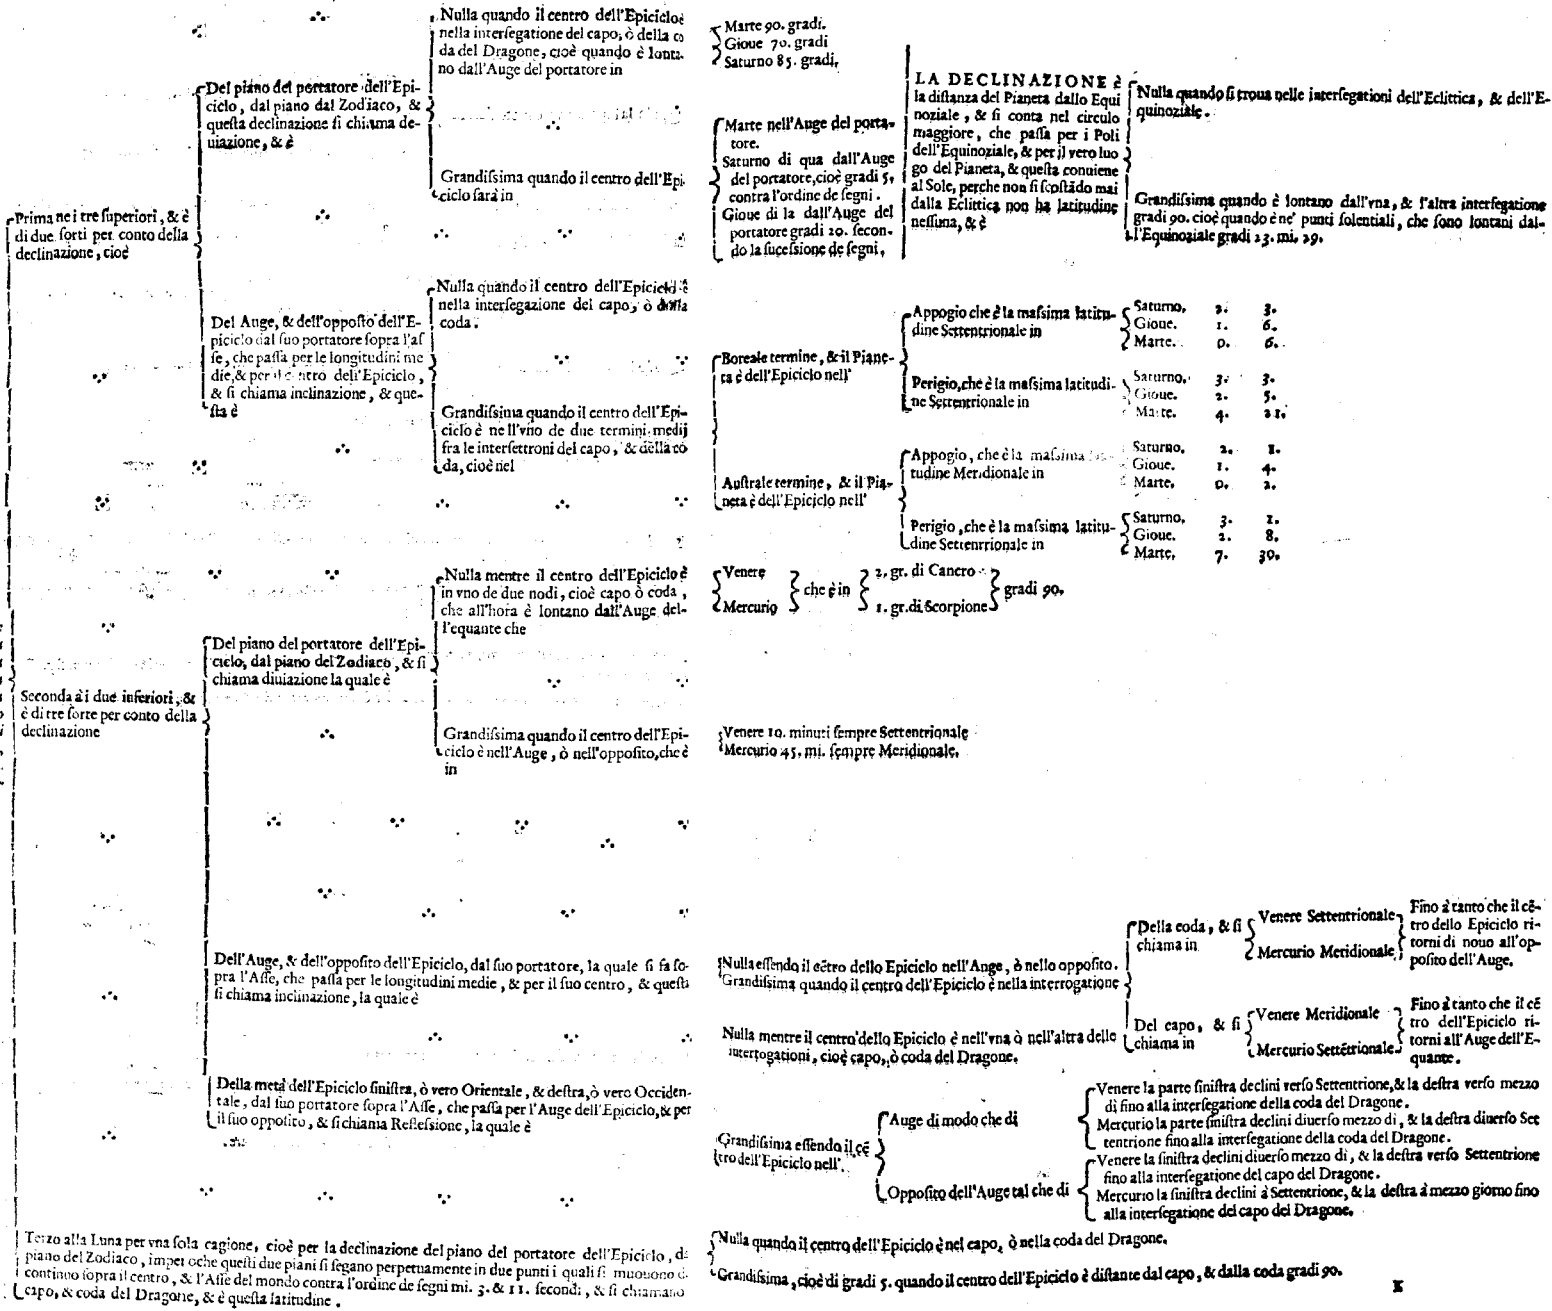 Prima ne i tre superiori, & è
di due sorti per conto della
declinazione, cioè
Del piano del portatore dell'Epi-
ciclo, dal piano dal Zodiaco, &
questa declinazione si chiama de-
uiazione, & è
Nulla quando il centro dell'Epiciclo è
nella intersegatione del capo, ò della co
da del Dragone, cioè quando è lonta-
no dall'Auge del portatore in
Marte 90. gradi.
Gioue 70. gradi
Saturno 85. gradi,
Grandissima quando il centro dell'Epi-
ciclo sarà in
Marte nell'Auge del porta-
tore.
Saturno di qua dall'Auge
del portatore, cioè gradi 5.
contra l'ordine de segni.
Gioue di la dall'Auge del
portatore gradi 20. secon-
do la sucessione de segni,
LA DECLINAZIONE è
la distanza del Pianeta dallo Equi
noziale, & si conta nel circulo
maggiore, che passa per i Poli
dell'Equinoziale, & per il vero luo
go del Pianeta, & questa conuiene
al Sole, perche non si scostãdo mai
dalla Eclittica non ha latitudine
nessuna, & è
Nulla quando si troua nelle intersegationi dell'Eclittica, & dell'E-
quinoziale.
Grandissima quando è lontano dall'vna, & l'altra intersegatione
gradi 90. cioè quando è ne' punti solentiali, che sono lontani dal-
l'Equinoziale gradi 23. mi. 29.
Del Auge, & dell'opposto dell'E-
piciclo dal suo portatore sopra l'as
se, che passa per le longitudini me
die, & per il centro dell'Epiciclo,
& si chiama inclinazione, & que-
sta è
Nulla quando il centro dell'Epiciclo è
nella intersegazione del capo, ò della
coda.
Grandissima quando il centro dell'Epi-
ciclo è nell'vno de due termini medij
fra le intersettroni del capo, & della co
da, cioè nel
Boreale termine, & il Piane-
ta è dell'Epiciclo nell'
Appogio che è la massima latitu-
dine Settentrionale in
Saturno, 2. 3.
Gioue. 1. 6.
Marte. 0. 6.
Perigio, che è la massima latitudi-
ne Settentrionale in
Saturno, 3. 3.
Gioue. 2. 5.
Marte. 4. 21.
Australe termine, & il Pia-
neta è dell'Epiciclo nell'
Appogio, che è la massima la-
titudine Meridionale in
Saturno, 2. 1.
Gioue. 1. 4.
Marte, 0. 2.
Perigio, che è la massima latitu-
dine Settenrrionale in
Saturno, 3. 1.
Gioue. 2. 8.
Marte, 7. 30.
Seconda à i due inferiori, &
è di tre sorte per conto della
declinazione
Del piano del portatore dell'Epi-
ciclo, dal piano del Zodiaco, & si
chiama diuiazione la quale è
Nulla mentre il centro dell'Epiciclo è
in vno de due nodi, cioè capo ò coda,
che all'hora è lontano dall'Auge del-
l'equante che
Venere
Mercurio
che è in
2. gr. di Cancro
1. gr. di Scorpione
gradi 90.
Grandissima quando il centro dell'Epi-
ciclo è nell'Auge, ò nell'opposito, che è
in
Venere 10. minuti sempre Settentrionale
Mercurio 45. mi. sempre Meridionale.
Dell'Auge, & dell'opposito dell'Epiciclo, dal suo portatore, la quale si fa so-
pra l'Asse, che passa per le longitudini medie, & per il suo centro, & questi
si chiama inclinazione, la quale è
Nulla essendo il cẽtro dello Epiciclo nell'Ange, ò nello opposito.
Grandissima quando il centro dell'Epiciclo è nella interrogatione
Della coda, & si
chiama in
Venere Settentrionale
Mercurio Meridionale
Fino à tanto che il cẽ-
tro dello Epiciclo ri-
torni di nouo all'op-
posito dell'Auge.
Del capo, & si
chiama in
Venere Meridionale
Mercurio Settẽtrionale
Fino à tanto che il cẽ
tro dell'Epiciclo ri-
torni all'Auge dell'E-
quante.
Della metà dell'Epiciclo sinistra, ò vero Orientale, & destra, ò vero Occiden-
tale, dal suo portatore sopra l'Asse, che passa per l'Auge dell'Epiciclo, & per
il suo opposito, & si chiama Reflessione, la quale è
Nulla mentre il centro dello Epiciclo è nell'vna ò nell'altra delle
interrogationi, cioè capo, ò coda del Dragone.
Grandissima essendo il cẽ
tro dell'Epiciclo nell'.
Auge di modo che di
Venere la parte sinistra declini verso Settentrione, & la destra verso mezzo
dì fino alla intersegatione della coda del Dragone.
Mercurio la parte sinistra declini diuerso mezzo dì, & la destra diuerso Set
tentrione fino alla intersegatione della coda del Dragone.
Opposito dell'Auge tal che di
Venere la sinistra declini diuerso mezzo di, & la destra verso Settentrione
fino alla intersegatione del capo del Dragone.
Mercurio la sinistra declini à Settentrione, & la destra à mezzo giorno fino
alla intersegatione del capo del Dragone.
Terzo alla Luna per vna sola cagione, cioè per la declinazione del piano del portatore dell'Epiciclo, dal
piano del Zodiaco, imperoche questi due piani si segano perpetuamente in due punti i quali si muouono di
continuo sopra il centro, & l'Asse del mondo contra l'ordine de segni mi. 3. & 11. secondi, & si chiamano
capo, & coda del Dragone, & è questa latitudine.
Nulla quando il centro dell'Epiciclo è nel capo, ò nella coda del Dragone.
Grandissima, cioè di gradi 5. quando il centro dell'Epiciclo è distante dal capo, & dalla coda gradi 90.